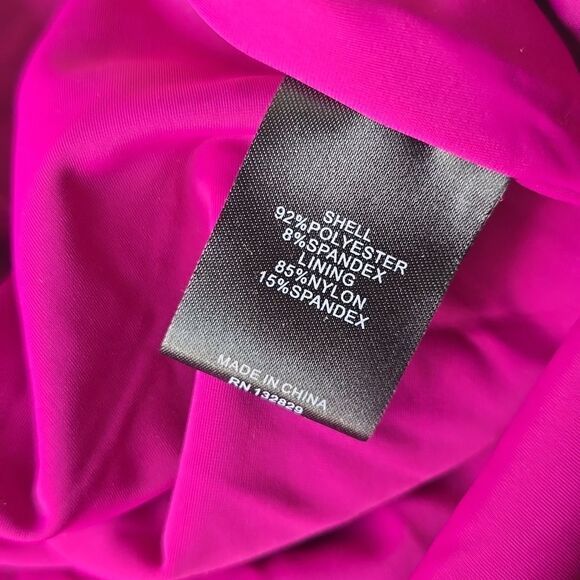 SHELL
92%POLYESTER
8%SPANDEX
LINING
85%NYLON
15%SPANDEX
MADE IN CHINA
RN 132829